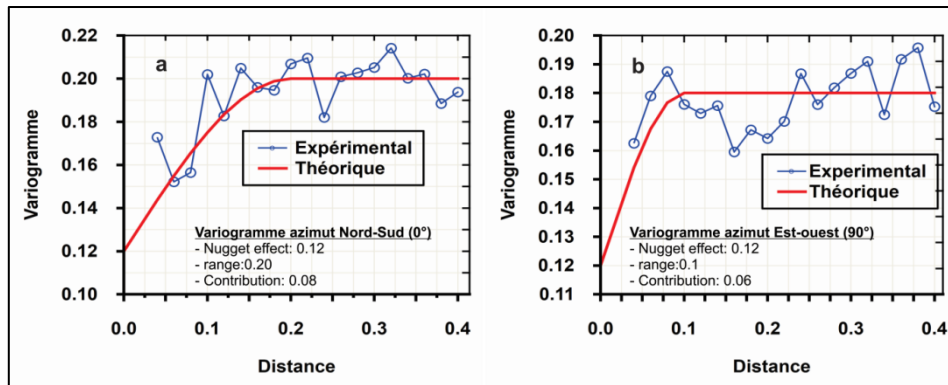 0.22
0.20
0.18
0.16
0.14
0.12
0.10
Variogramme
a
Expérimental
Théorique
Variogramme azimut Nord-Sud (0°)
- Nugget effect: 0.12
- range:0.20
- Contribution: 0.08
0.0 0.1 0.2 0.3 0.4
Distance
0.20
0.19
0.18
0.17
0.16
0.15
0.14
0.13
0.12
0.11
Variogramme
b
Experimental
Théorique
Variogramme azimut Est-ouest (90°)
- Nugget effect: 0.12
- range:0.1
- Contribution: 0.06
0.0 0.1 0.2 0.3 0.4
Distance